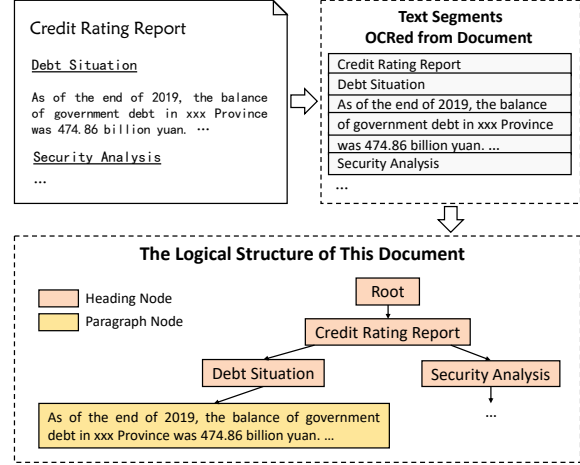 Credit Rating Report
Debt Situation
As of the end of 2019, the balance
of government debt in xxx Province
was 474.86 billion yuan. …
Security Analysis
…
Text Segments
OCRed from Document
Credit Rating Report
Debt Situation
As of the end of 2019, the balance
of government debt in xxx Province
was 474.86 billion yuan. ...
Security Analysis
...
The Logical Structure of This Document
Heading Node
Paragraph Node
Root
Credit Rating Report
Debt Situation
Security Analysis
As of the end of 2019, the balance of government
debt in xxx Province was 474.86 billion yuan. ...
...